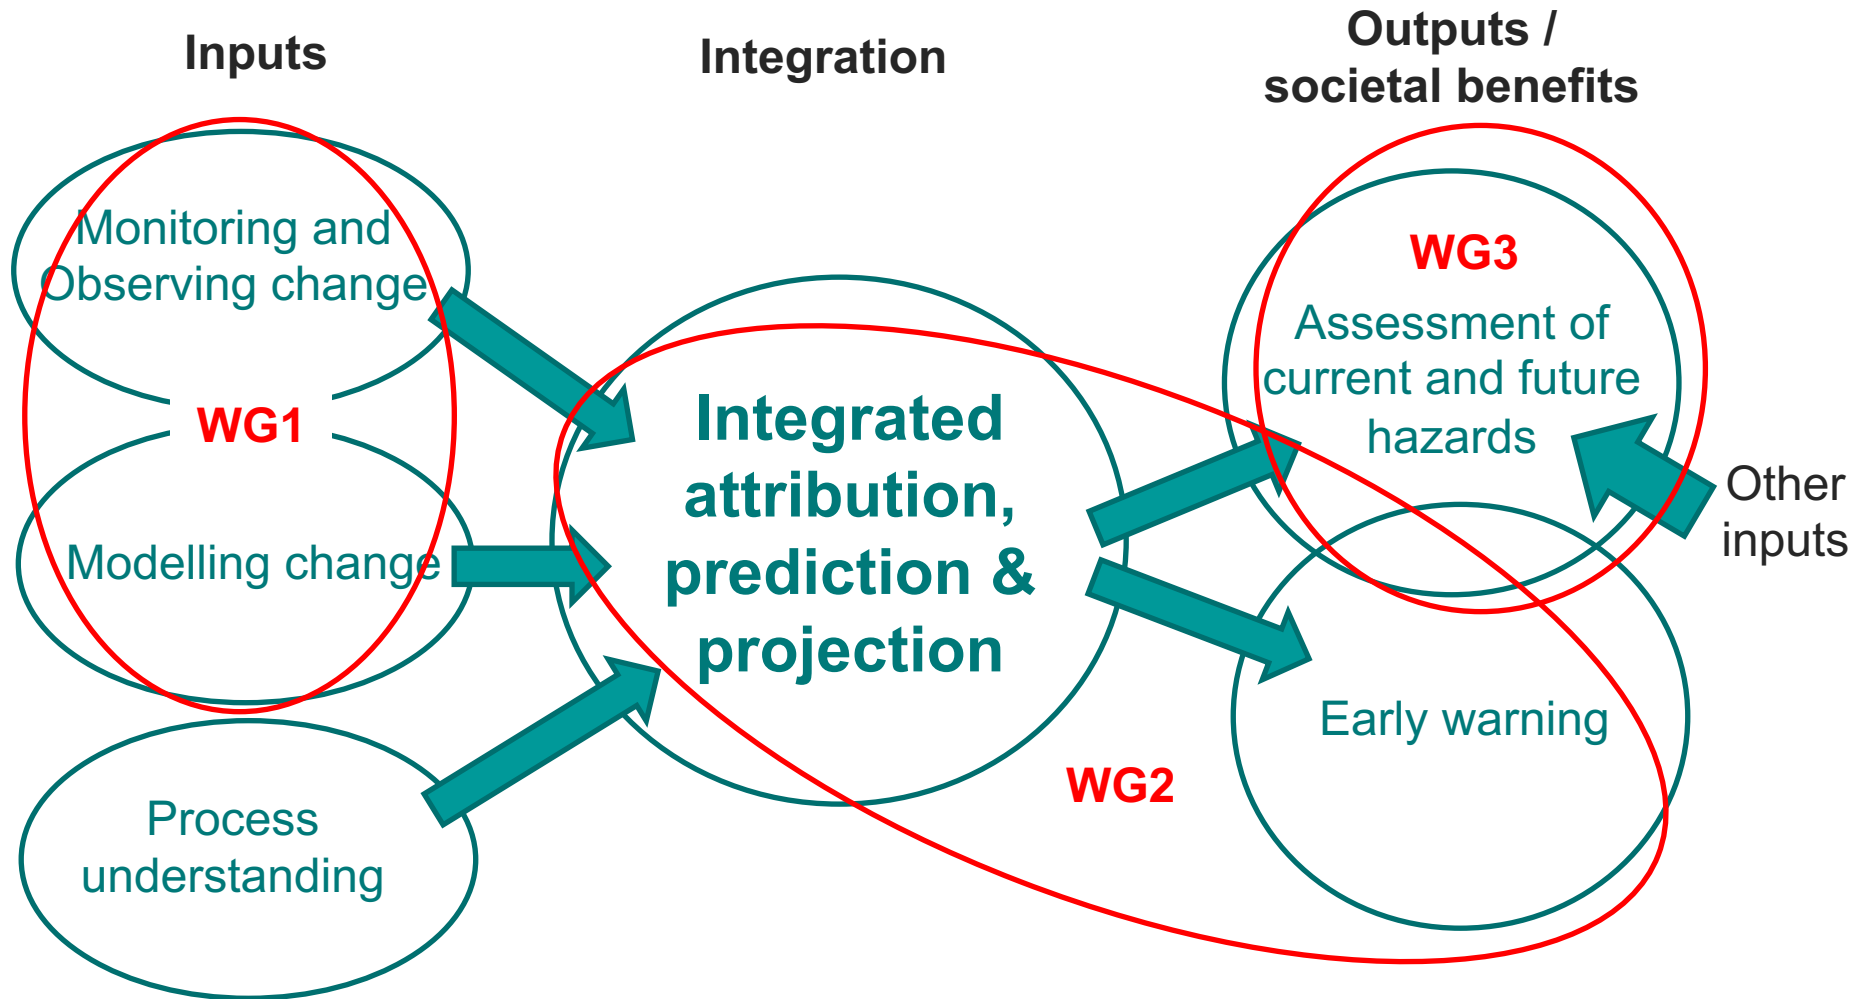 Inputs
Integration
Outputs /
societal benefits
Monitoring and
Observing change
WG1
Modelling change
Process
understanding
Integrated
attribution,
prediction &
projection
WG2
WG3
Assessment of
current and future
hazards
Other
inputs
Early warning